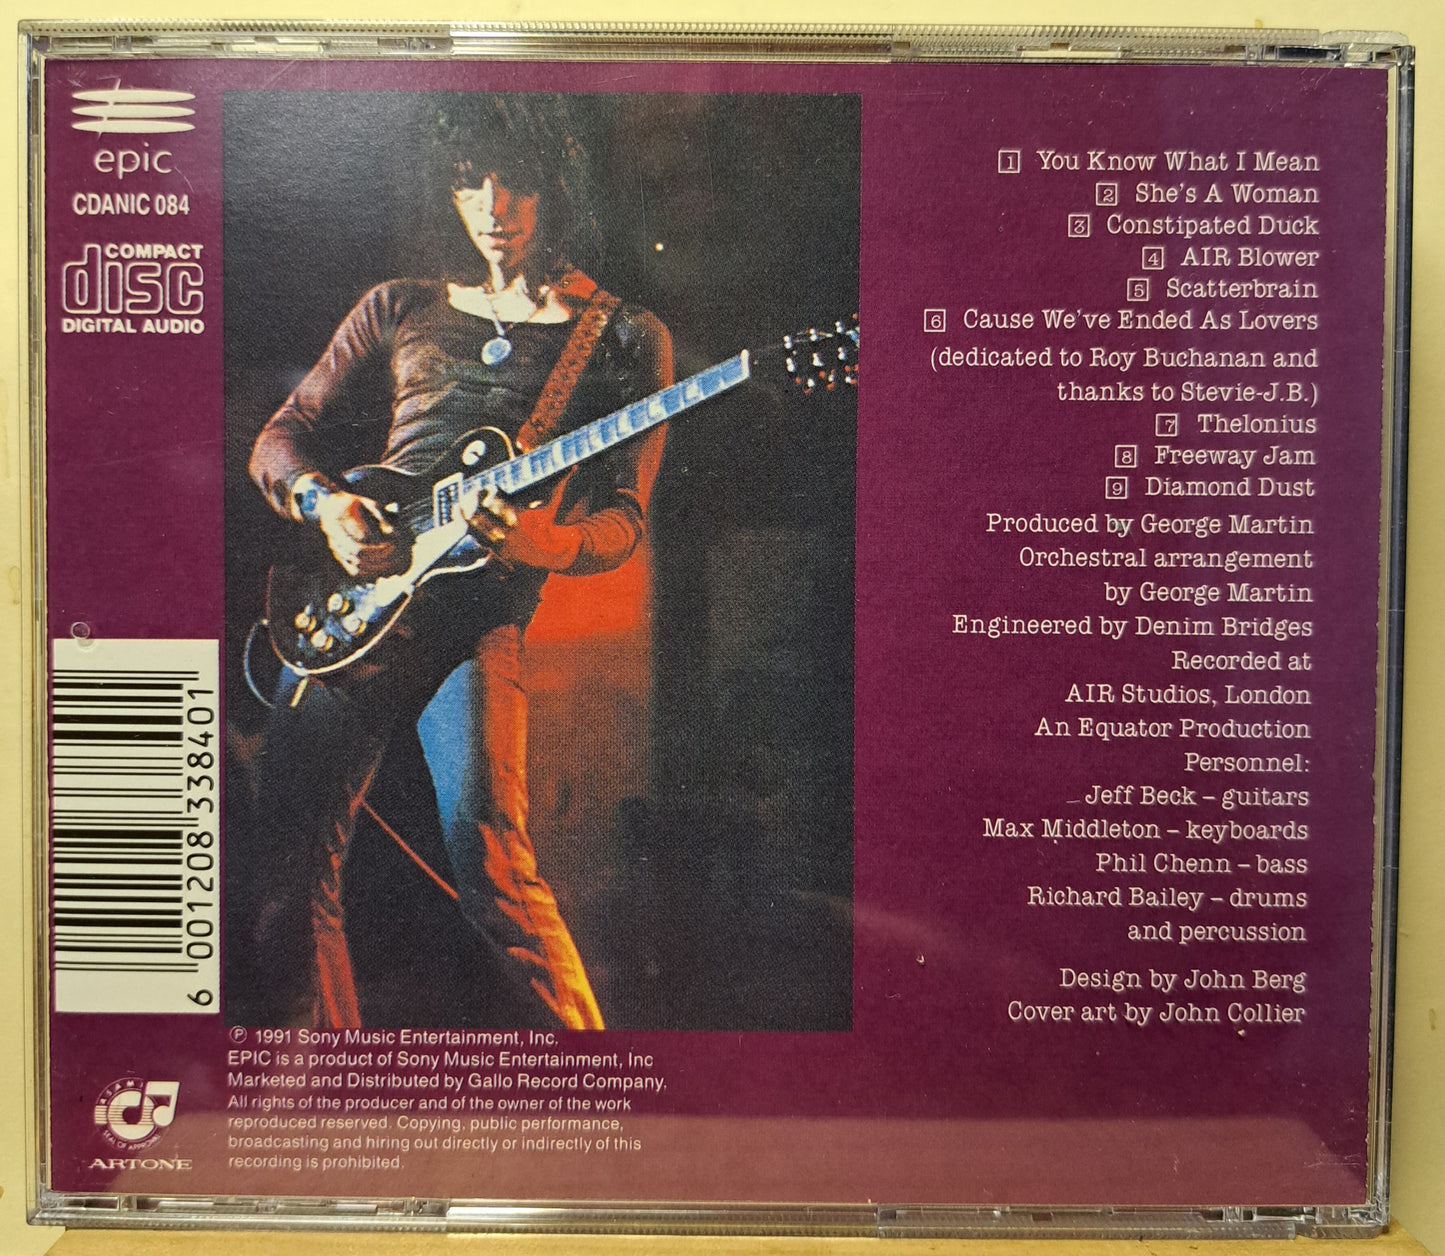 epic
CDANIC 084
COMPACT
disc
DIGITAL AUDIO
1 You Know What I Mean
2 She's A Woman
3 Constipated Duck
4 AIR Blower
5 Scatterbrain
6 Cause We've Ended As Lovers
(dedicated to Roy Buchanan and
thanks to Stevie-J.B.)
7 Thelonius
8 Freeway Jam
9 Diamond Dust
Produced by George Martin
Orchestral arrangement
by George Martin
Engineered by Denim Bridges
Recorded at
AIR Studios, London
An Equator Production
Personnel:
Jeff Beck – guitars
Max Middleton – keyboards
Phil Chenn – bass
Richard Bailey – drums
and percussion
Design by John Berg
Cover art by John Collier
6 001208 338401
℗ 1991 Sony Music Entertainment, Inc.
EPIC is a product of Sony Music Entertainment, Inc
Marketed and Distributed by Gallo Record Company.
All rights of the producer and of the owner of the work
reproduced reserved. Copying, public performance,
broadcasting and hiring out directly or indirectly of this
recording is prohibited.
ASAMI
SEAL OF APPROVAL
ARTONE